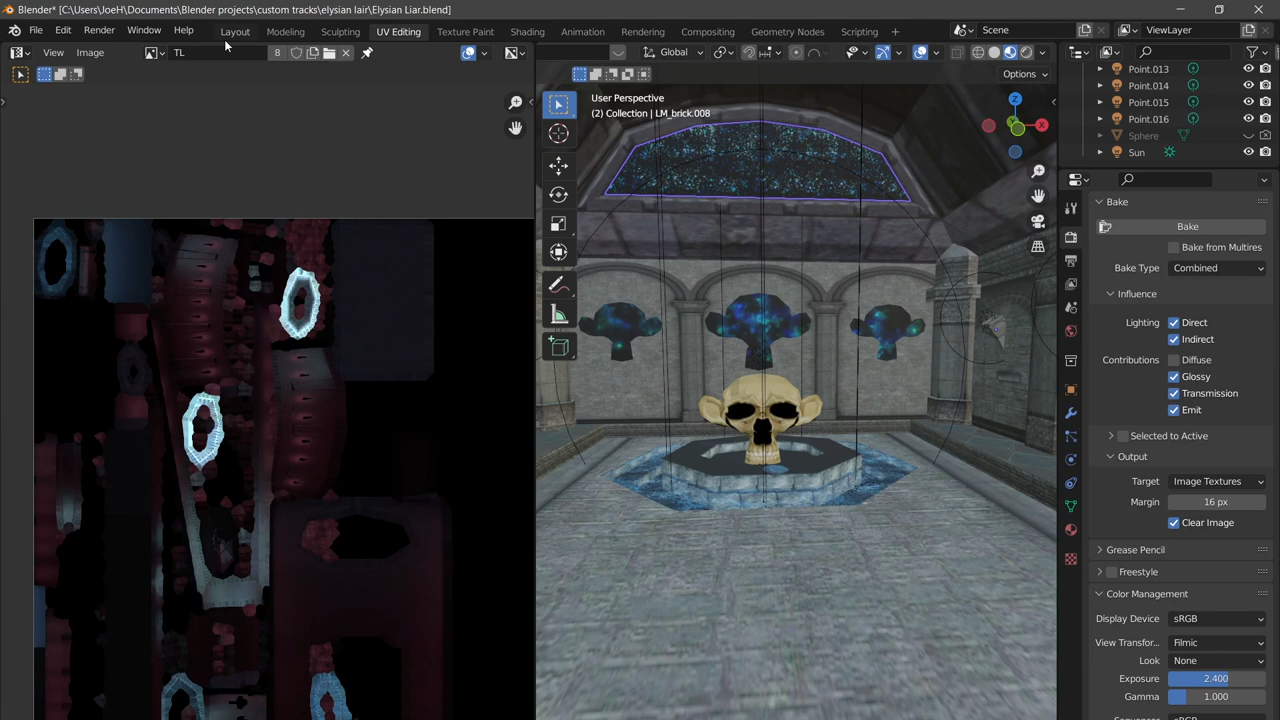 Blender* [C:\Users\JoeH\Documents\Blender projects\custom tracks\elysian lair\Elysian Liar.blend]
File Edit Render Window Help Layout Modeling Sculpting UV Editing Texture Paint Shading Animation Rendering Compositing Geometry Nodes Scripting Scene ViewLayer
View Image TL 8 Global
Options
User Perspective
(2) Collection | LM_brick.008
Z
X
Point.013
Point.014
Point.015
Point.016
Sphere
Sun
Bake
Bake
Bake from Multires
Bake Type Combined
Influence
Lighting Direct
Indirect
Contributions Diffuse
Glossy
Transmission
Emit
Selected to Active
Output
Target Image Textures
Margin 16 px
Clear Image
Grease Pencil
Freestyle
Color Management
Display Device sRGB
View Transfor... Filmic
Look None
Exposure 2.400
Gamma 1.000